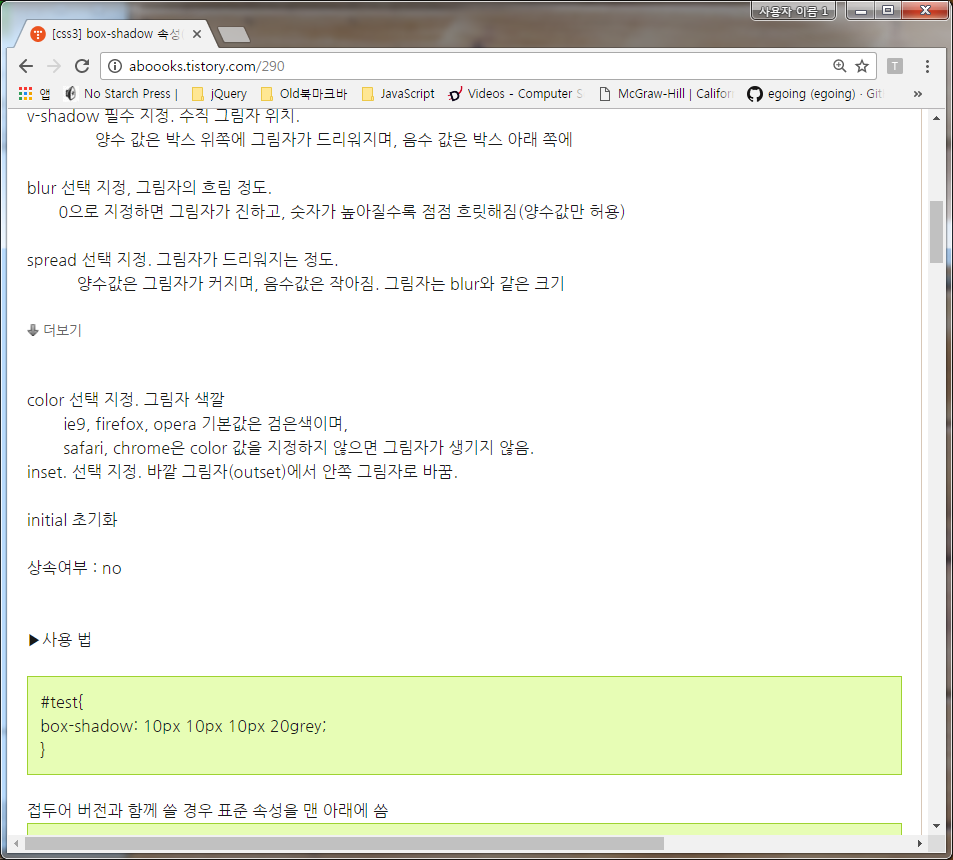 사용자 이름 1
[css3] box-shadow 속성
aboooks.tistory.com/290
T
앱 No Starch Press | jQuery Old북마크바 JavaScript Videos - Computer S McGraw-Hill | Califor egoing (egoing) · Git »
v-shadow 필수 지정. 수직 그림자 위치.
양수 값은 박스 위쪽에 그림자가 드리워지며, 음수 값은 박스 아래 쪽에
blur 선택 지정, 그림자의 흐림 정도.
0으로 지정하면 그림자가 진하고, 숫자가 높아질수록 점점 흐릿해짐(양수값만 허용)
spread 선택 지정. 그림자가 드리워지는 정도.
양수값은 그림자가 커지며, 음수값은 작아짐. 그림자는 blur와 같은 크기
더보기
color 선택 지정. 그림자 색깔
ie9, firefox, opera 기본값은 검은색이며,
safari, chrome은 color 값을 지정하지 않으면 그림자가 생기지 않음.
inset. 선택 지정. 바깥 그림자(outset)에서 안쪽 그림자로 바꿈.
initial 초기화
상속여부 : no
▶사용 법
#test{
box-shadow: 10px 10px 10px 20grey;
}
접두어 버전과 함께 쓸 경우 표준 속성을 맨 아래에 씀